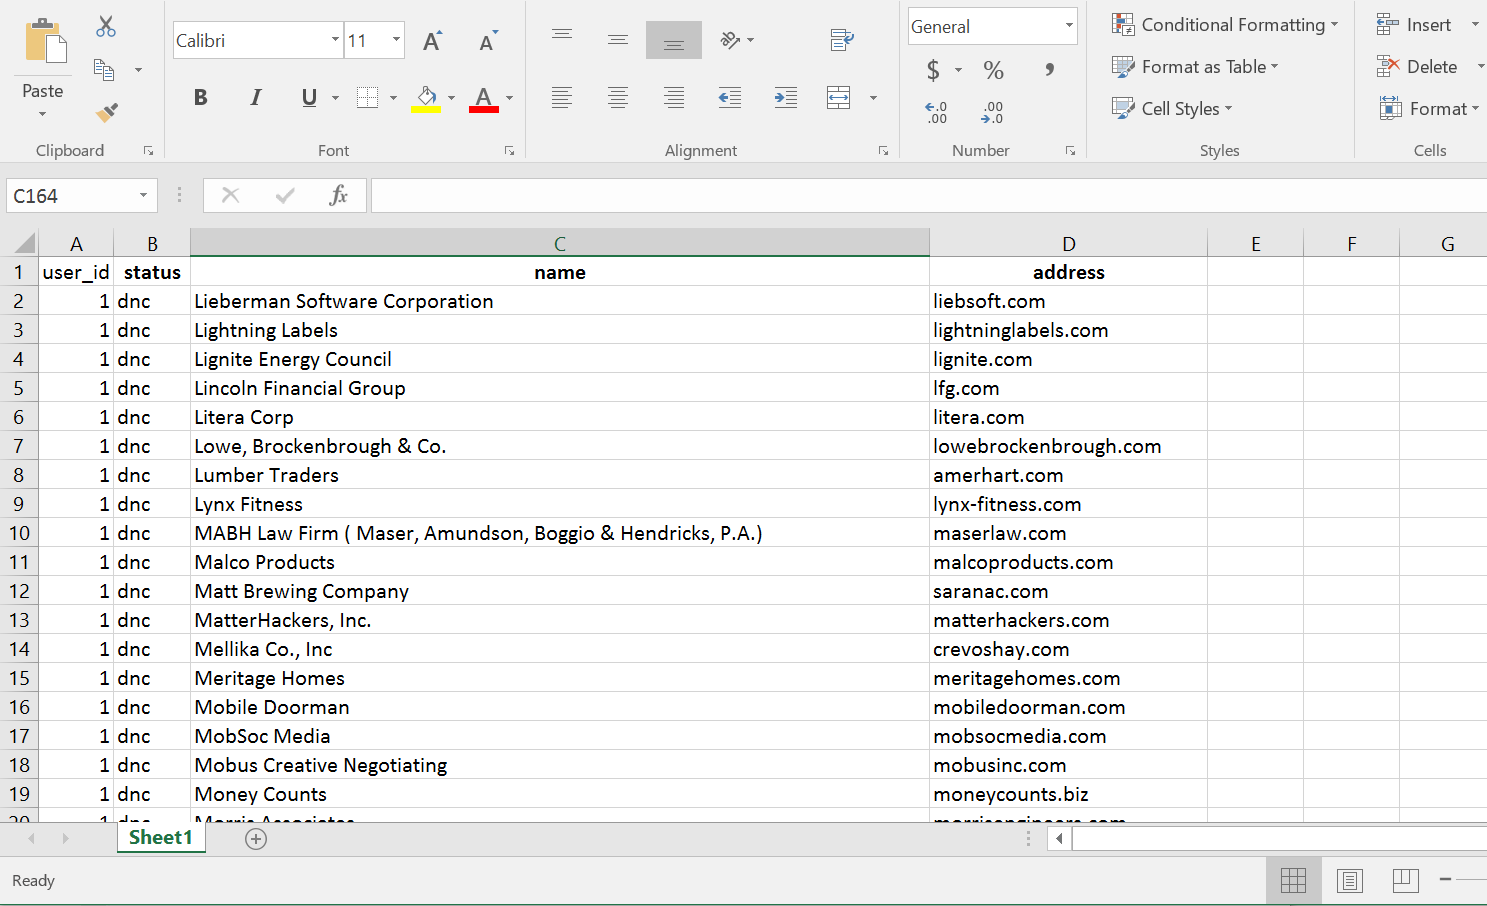 Calibri 11 General Conditional Formatting Insert
Paste B I U A $ % , Format as Table Delete
Cell Styles Format
Clipboard Font Alignment Number Styles Cells
C164 fx
A B C D E F G
1 user_id status name address
2 1 dnc Lieberman Software Corporation liebsoft.com
3 1 dnc Lightning Labels lightninglabels.com
4 1 dnc Lignite Energy Council lignite.com
5 1 dnc Lincoln Financial Group lfg.com
6 1 dnc Litera Corp litera.com
7 1 dnc Lowe, Brockenbrough & Co. lowebrockenbrough.com
8 1 dnc Lumber Traders amerhart.com
9 1 dnc Lynx Fitness lynx-fitness.com
10 1 dnc MABH Law Firm ( Maser, Amundson, Boggio & Hendricks, P.A.) maserlaw.com
11 1 dnc Malco Products malcoproducts.com
12 1 dnc Matt Brewing Company saranac.com
13 1 dnc MatterHackers, Inc. matterhackers.com
14 1 dnc Mellika Co., Inc crevoshay.com
15 1 dnc Meritage Homes meritagehomes.com
16 1 dnc Mobile Doorman mobiledoorman.com
17 1 dnc MobSoc Media mobsocmedia.com
18 1 dnc Mobus Creative Negotiating mobusinc.com
19 1 dnc Money Counts moneycounts.biz
20 1 dnc Morris Associates morrisengineers.com
Sheet1
Ready